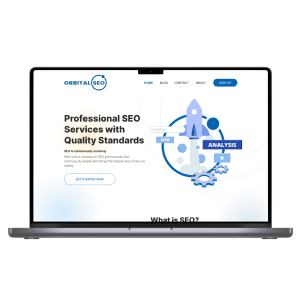 ORBITAL SEO
HOME BLOG CONTACT ABOUT SIGN UP
Professional SEO
Services with
Quality Standards
SEO is continuously evolving.
GET STARTED NOW
ANALYSIS
What is SEO?